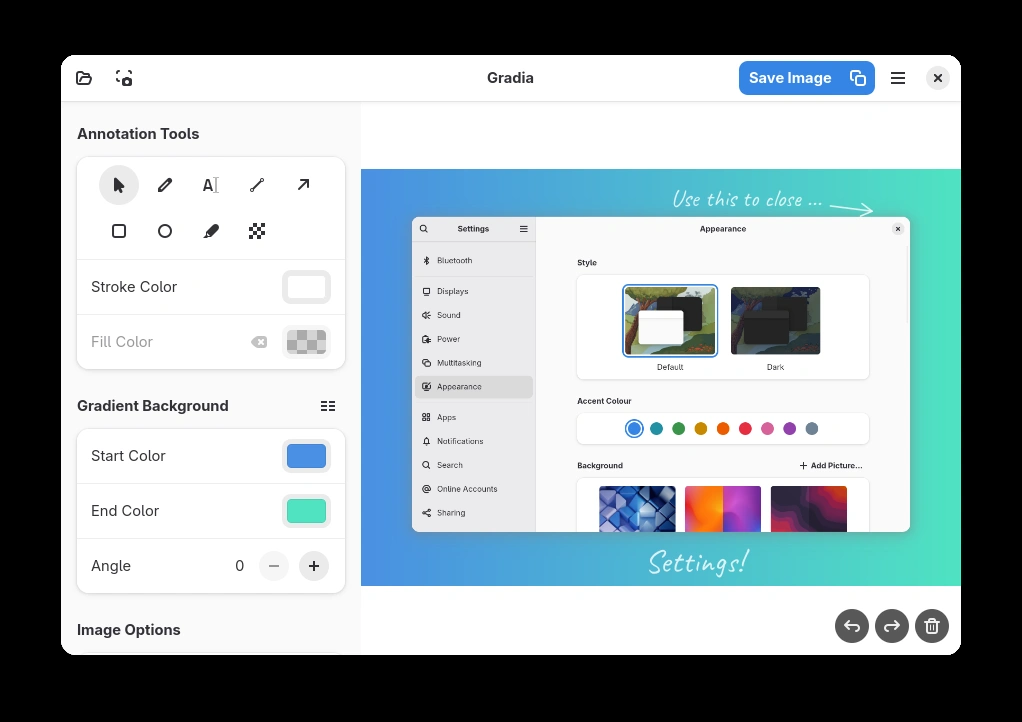 Gradia
Save Image
Annotation Tools
A
Stroke Color
Fill Color
Gradient Background
Start Color
End Color
Angle 0
Image Options
Use this to close ...
Settings
Bluetooth
Displays
Sound
Power
Multitasking
Appearance
Apps
Notifications
Search
Online Accounts
Sharing
Appearance
Style
Default Dark
Accent Colour
Background + Add Picture...
Settings!